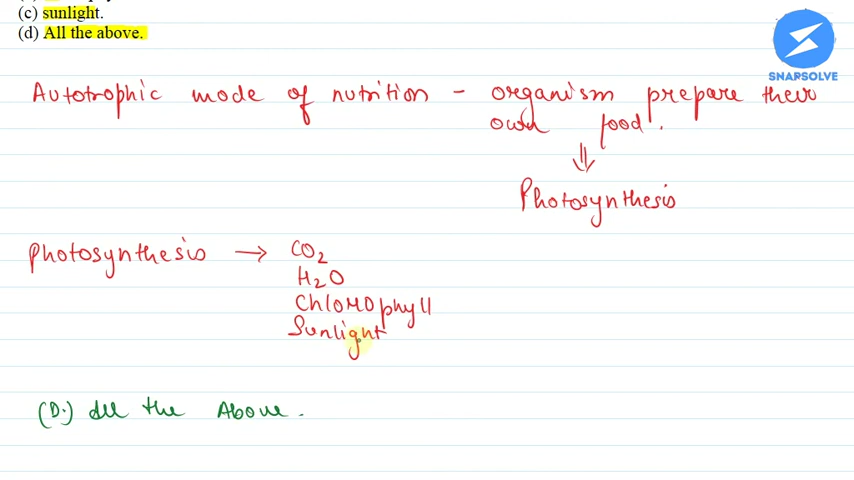 (c) sunlight.
(d) All the above.
SNAPSOLVE
Autotrophic mode of nutrition - organism prepare their
own food.
⇓
Photosynthesis
Photosynthesis → CO2
H2O
Chlorophyll
Sunlight
(D.) All the Above.